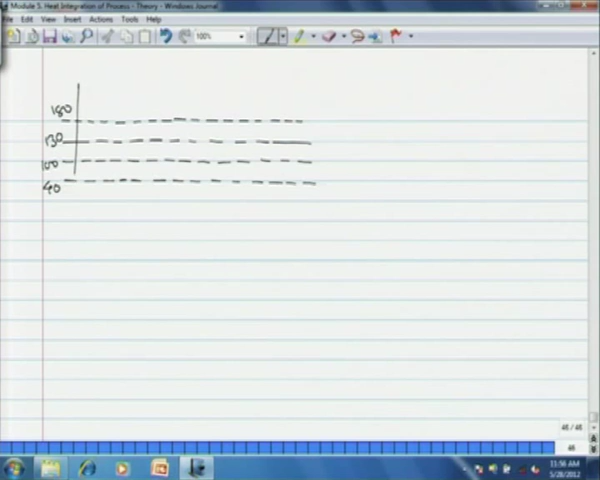 Module 5. Heat Integration of Process - Theory - Windows Journal
File Edit View Insert Actions Tools Help
100%
180
130
100
40
46 / 46
46
11:56 AM
5/28/2012